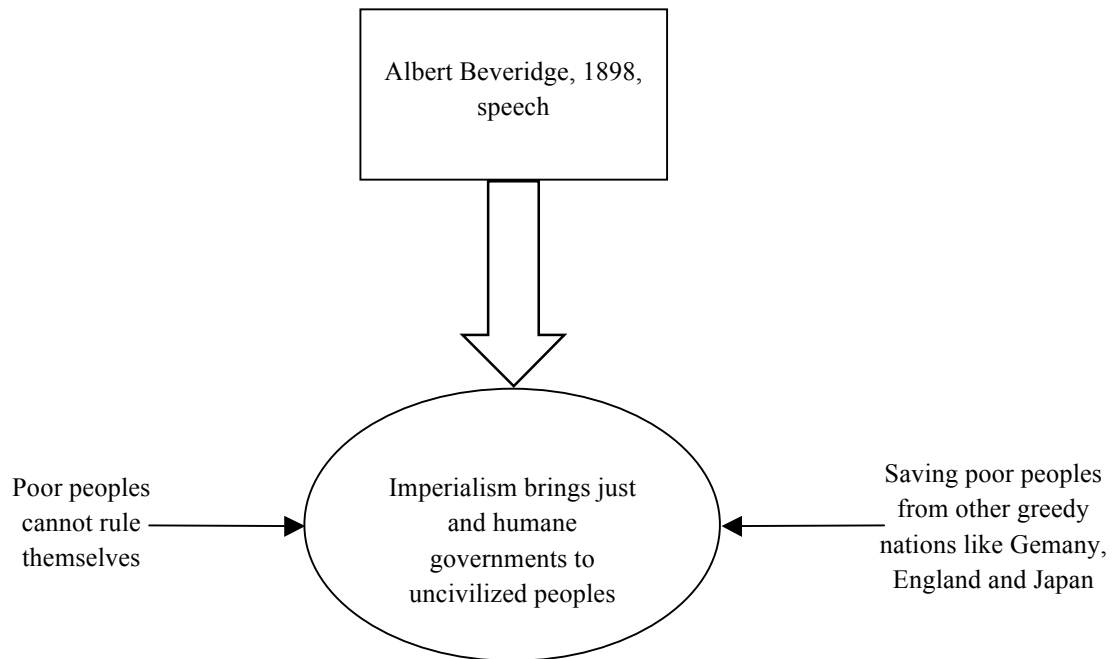 Albert Beveridge, 1898,
speech
Poor peoples
cannot rule
themselves
Imperialism brings just
and humane
governments to
uncivilized peoples
Saving poor peoples
from other greedy
nations like Gemany,
England and Japan